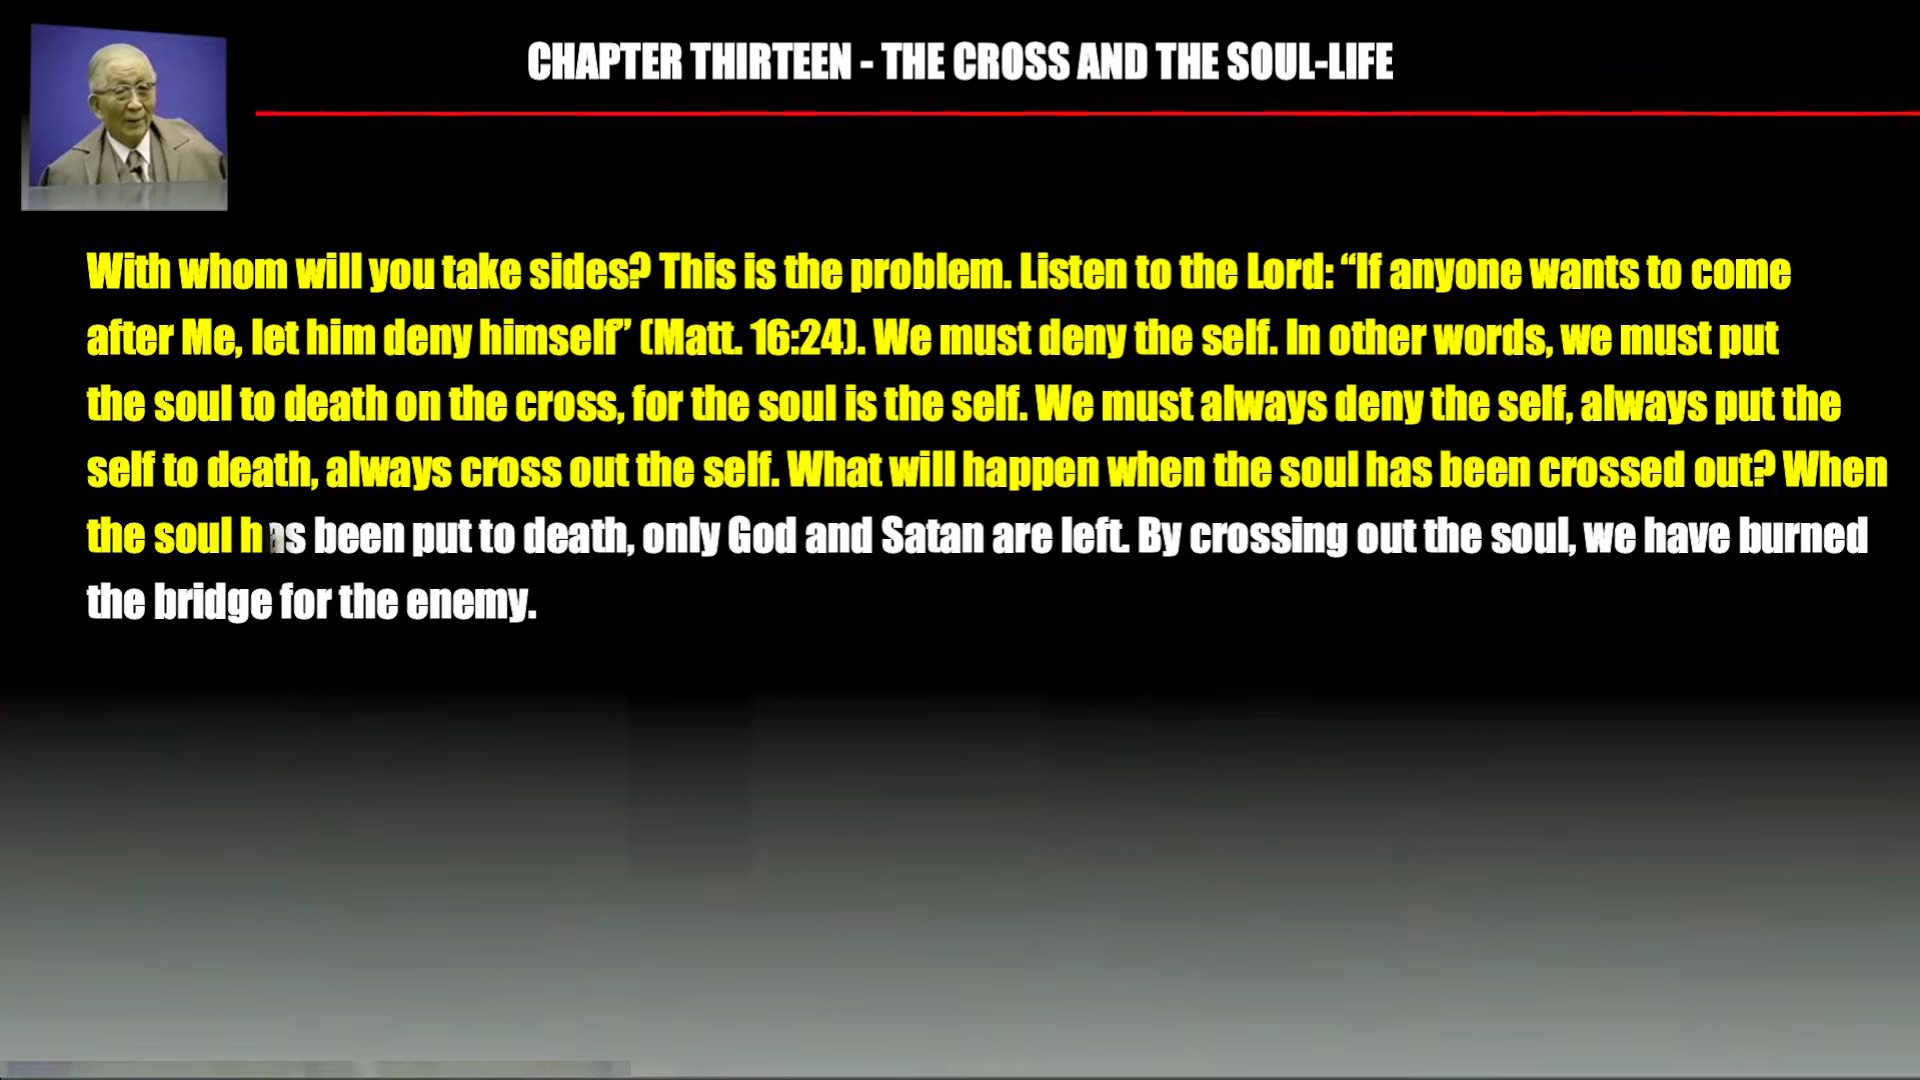 CHAPTER THIRTEEN - THE CROSS AND THE SOUL-LIFE
With whom will you take sides? This is the problem. Listen to the Lord: “If anyone wants to come
after Me, let him deny himself” (Matt. 16:24). We must deny the self. In other words, we must put
the soul to death on the cross, for the soul is the self. We must always deny the self, always put the
self to death, always cross out the self. What will happen when the soul has been crossed out? When
the soul has been put to death, only God and Satan are left. By crossing out the soul, we have burned
the bridge for the enemy.